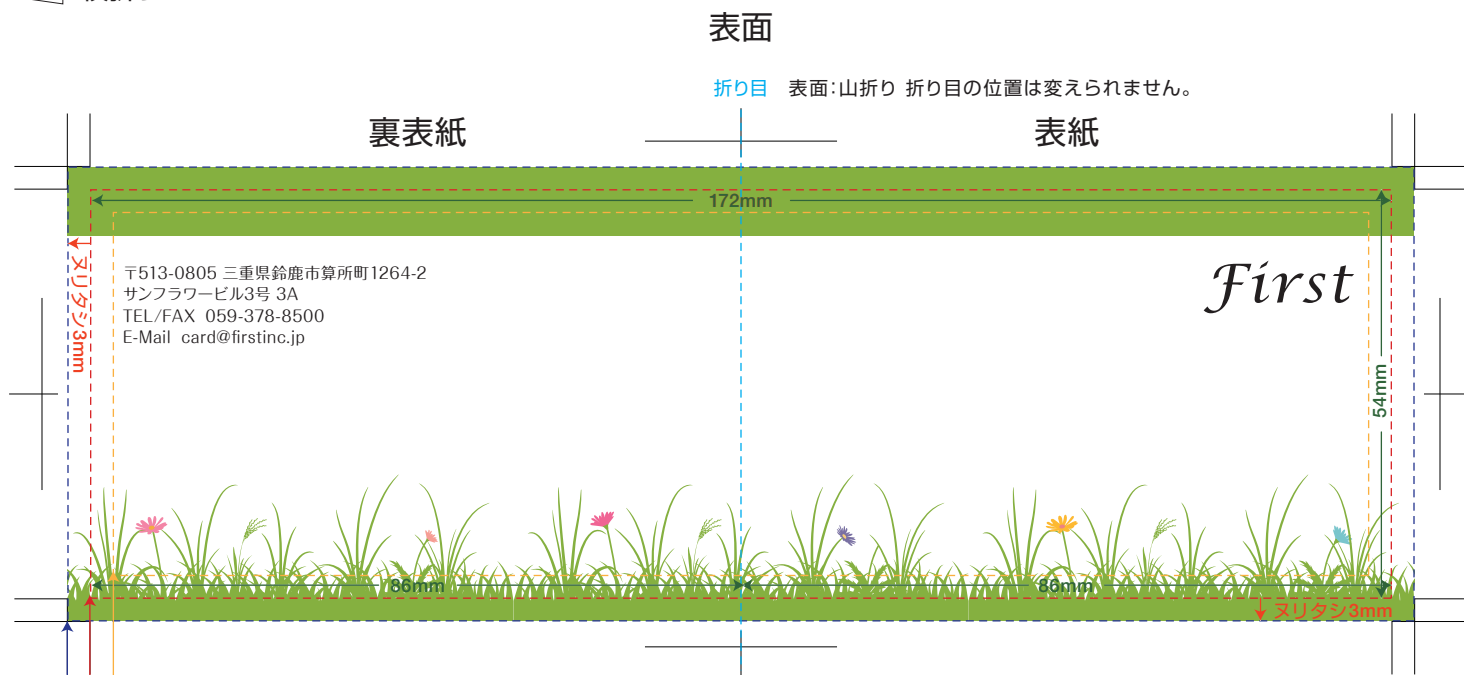 表面
折り目 表面:山折り 折り目の位置は変えられません。
裏表紙
表紙
172mm
ヌリタシ3mm
〒513-0805 三重県鈴鹿市算所町1264-2
サンフラワービル3号 3A
TEL/FAX 059-378-8500
E-Mail card@firstinc.jp
First
54mm
86mm
86mm
ヌリタシ3mm